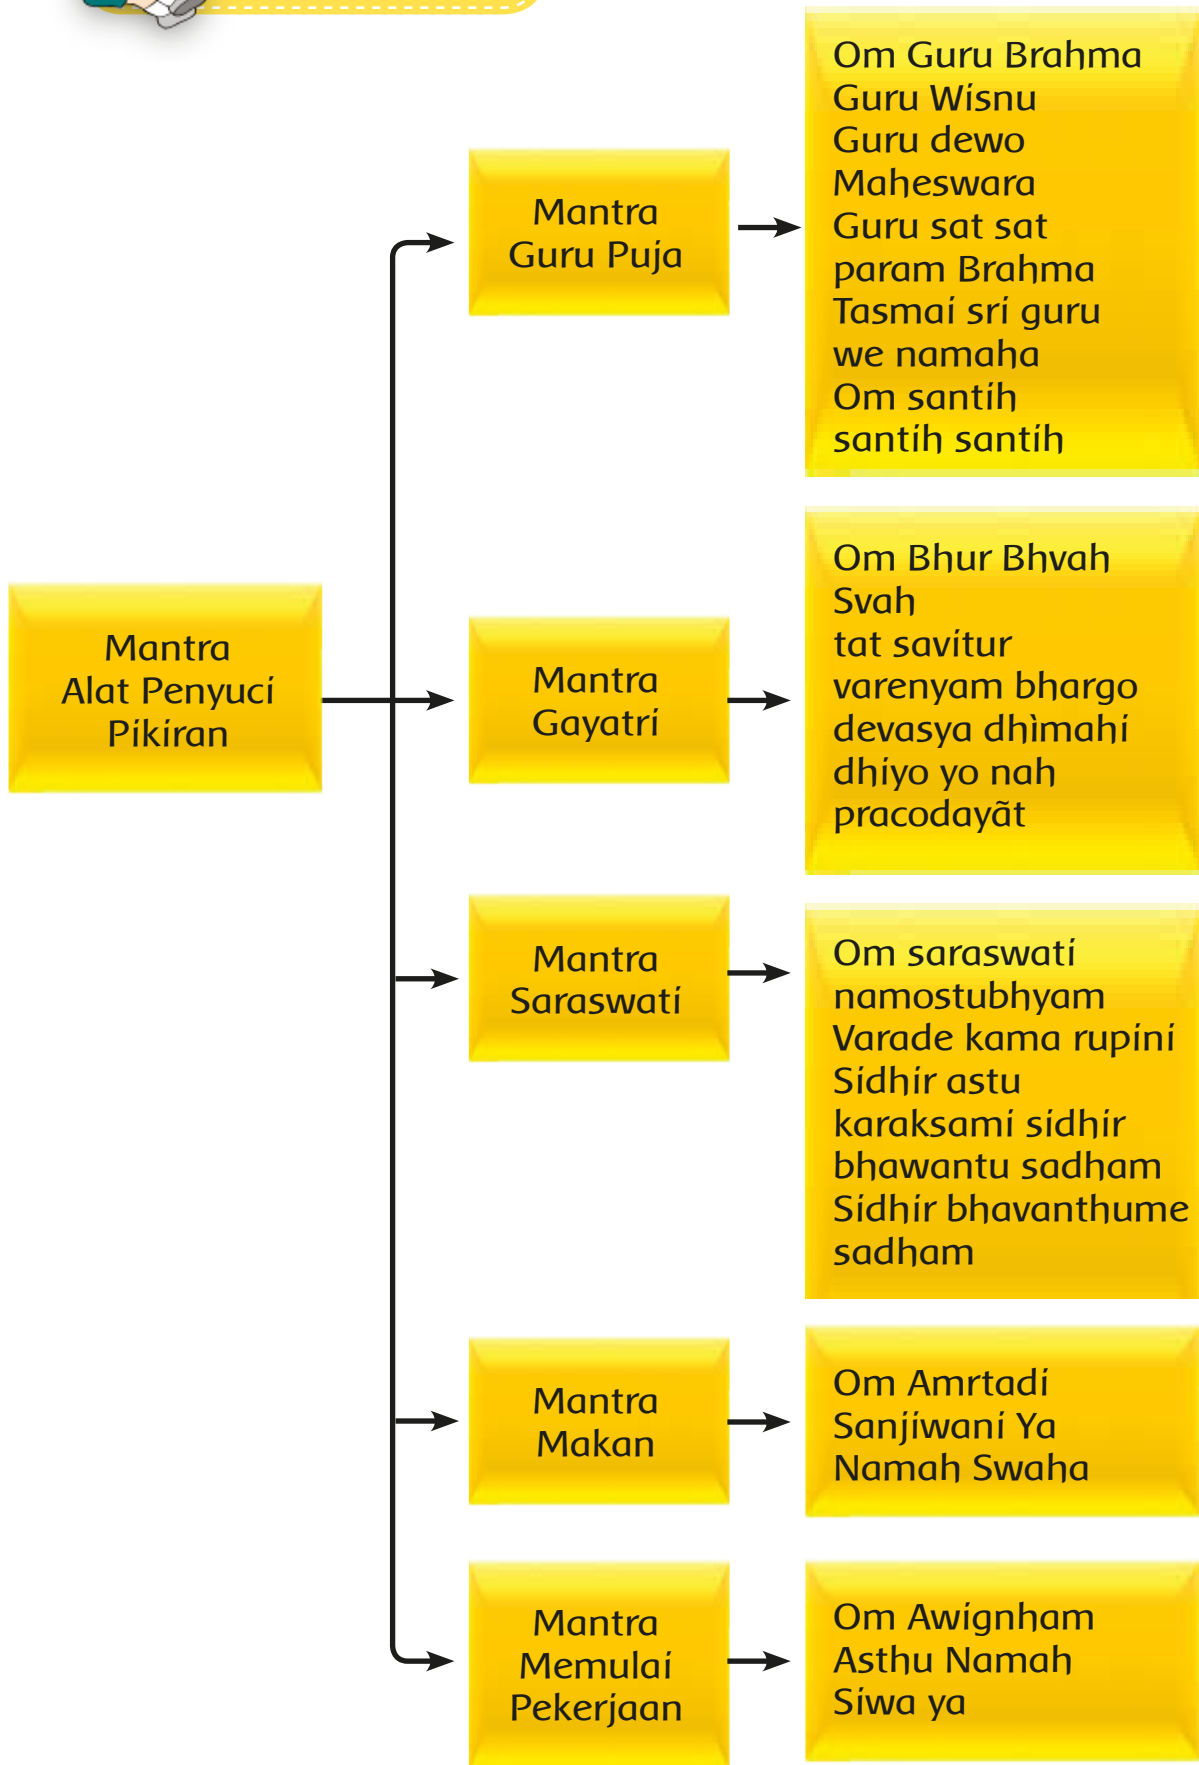 Mantra
Alat Penyuci
Pikiran
Mantra
Guru Puja
Om Guru Brahma
Guru Wisnu
Guru dewo
Maheswara
Guru sat sat
param Brahma
Tasmai sri guru
we namaha
Om santih
santih santih
Mantra
Gayatri
Om Bhur Bhvah
Svah
tat savitur
varenyam bhargo
devasya dhìmahi
dhiyo yo nah
pracodayãt
Mantra
Saraswati
Om saraswati
namostubhyam
Varade kama rupini
Sidhir astu
karaksami sidhir
bhawantu sadham
Sidhir bhavanthume
sadham
Mantra
Makan
Om Amrtadi
Sanjiwani Ya
Namah Swaha
Mantra
Memulai
Pekerjaan
Om Awignham
Asthu Namah
Siwa ya